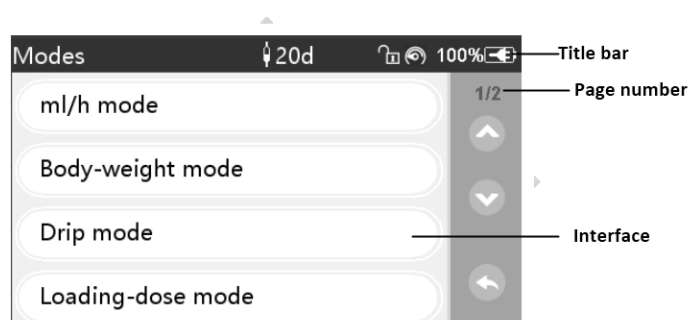 Modes 20d 100% Title bar
1/2 Page number
ml/h mode
Body-weight mode
Drip mode Interface
Loading-dose mode